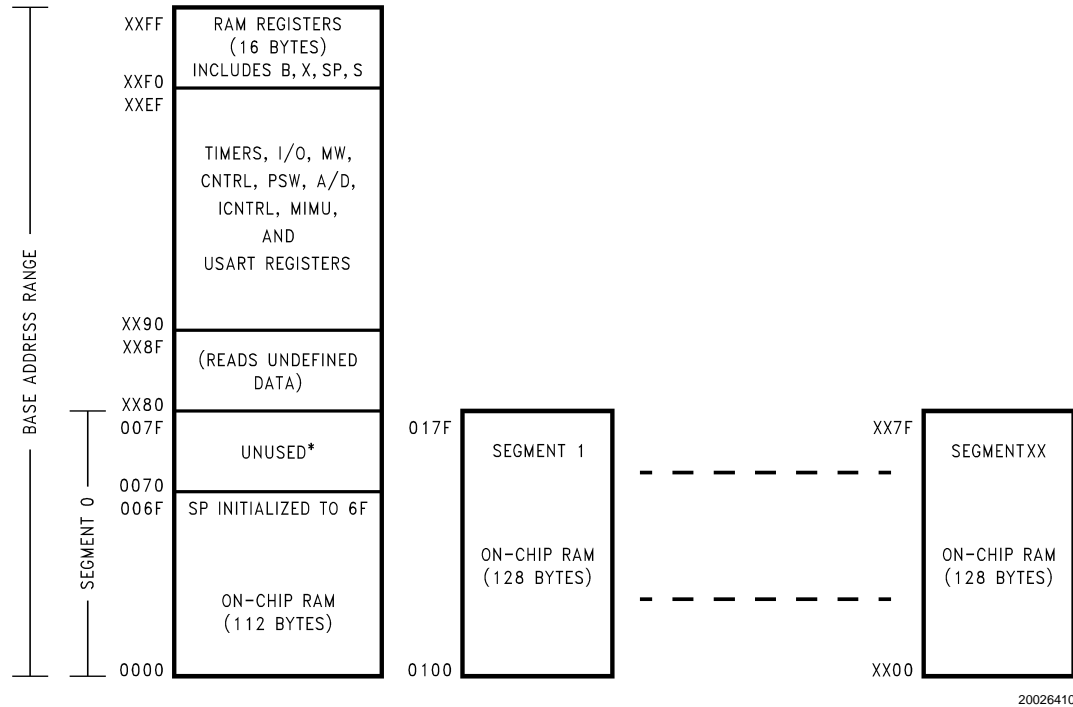 BASE ADDRESS RANGE
SEGMENT 0
XXFF
RAM REGISTERS
(16 BYTES)
INCLUDES B, X, SP, S
XXF0
XXEF
TIMERS, I/O, MW,
CNTRL, PSW, A/D,
ICNTRL, MIMU,
AND
USART REGISTERS
XX90
XX8F
(READS UNDEFINED
DATA)
XX80
007F
UNUSED*
0070
006F
SP INITIALIZED TO 6F
ON-CHIP RAM
(112 BYTES)
0000
017F
SEGMENT 1
ON-CHIP RAM
(128 BYTES)
0100
XX7F
SEGMENT XX
ON-CHIP RAM
(128 BYTES)
XX00
20026410